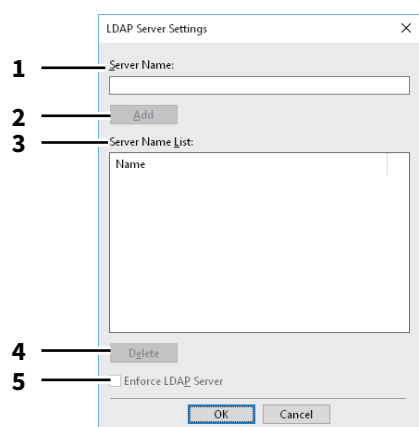 LDAP Server Settings
1 Server Name:
2 Add
3 Server Name List:
Name
4 Delete
5 Enforce LDAP Server
OK Cancel